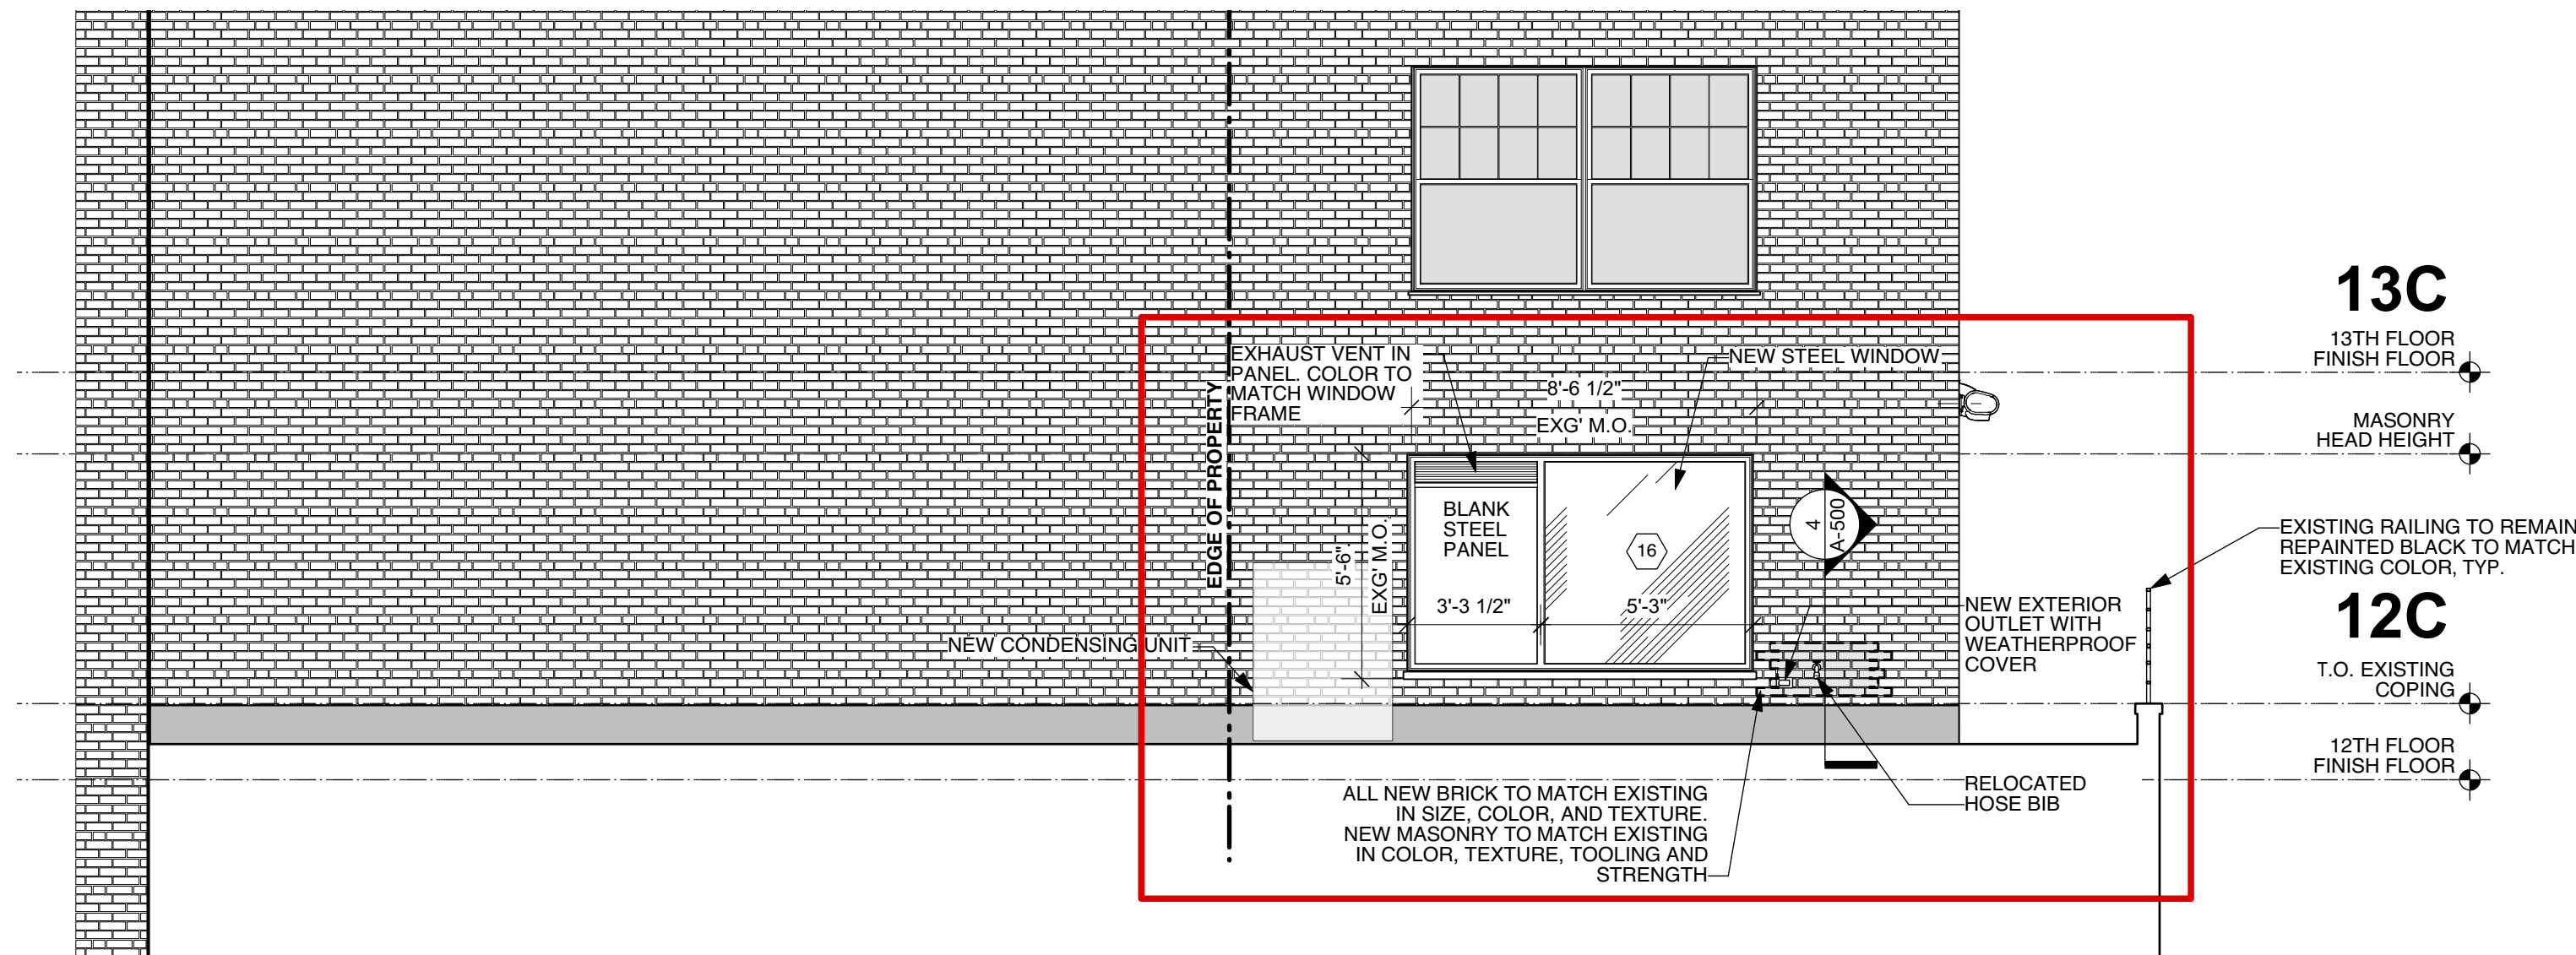 13C
13TH FLOOR
FINISH FLOOR
EXHAUST VENT IN
PANEL. COLOR TO
MATCH WINDOW
FRAME
NEW STEEL WINDOW
8'-6 1/2"
EXG' M.O.
MASONRY
HEAD HEIGHT
EDGE OF PROPERTY
5'-6"
EXG' M.O.
BLANK
STEEL
PANEL
16
3'-3 1/2"
5'-3"
4
A-500
EXISTING RAILING TO REMAIN
REPAINTED BLACK TO MATCH
EXISTING COLOR, TYP.
12C
NEW EXTERIOR
OUTLET WITH
WEATHERPROOF
COVER
NEW CONDENSING UNIT
T.O. EXISTING
COPING
12TH FLOOR
FINISH FLOOR
RELOCATED
HOSE BIB
ALL NEW BRICK TO MATCH EXISTING
IN SIZE, COLOR, AND TEXTURE.
NEW MASONRY TO MATCH EXISTING
IN COLOR, TEXTURE, TOOLING AND
STRENGTH